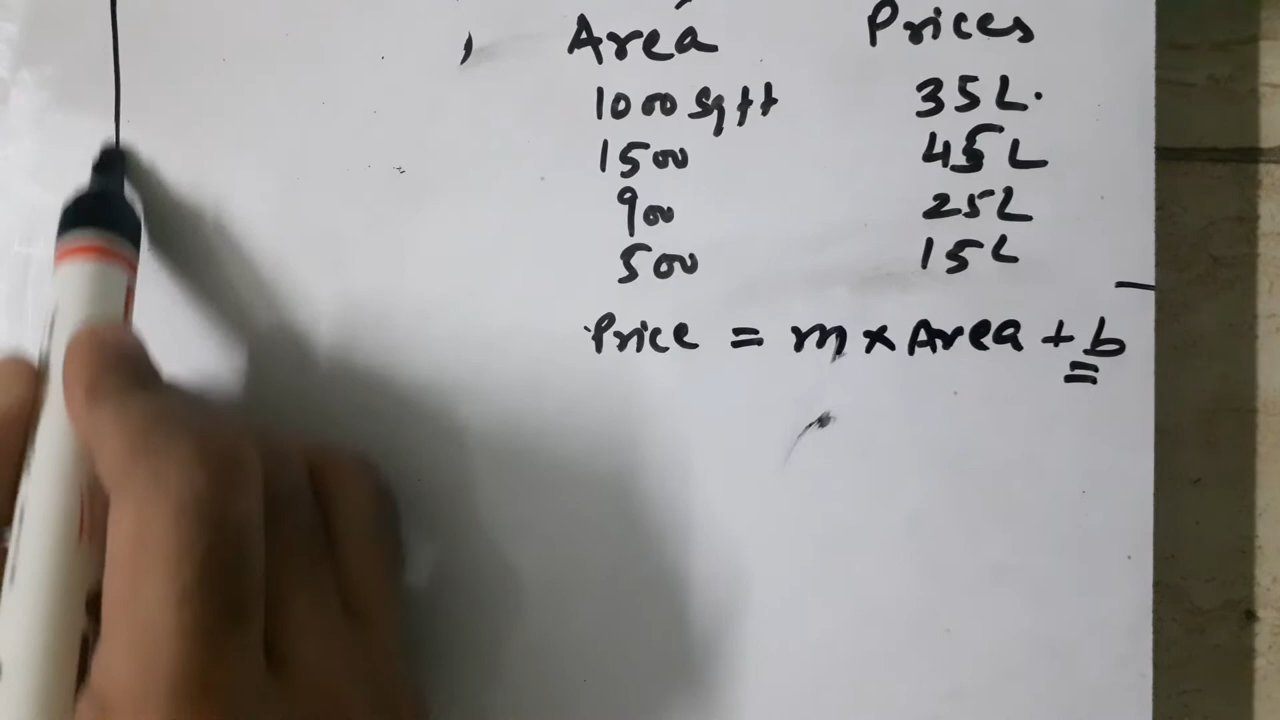 Area Prices
1000 sqft 35L.
1500 45L
900 25L
500 15L
Price = m x Area + b